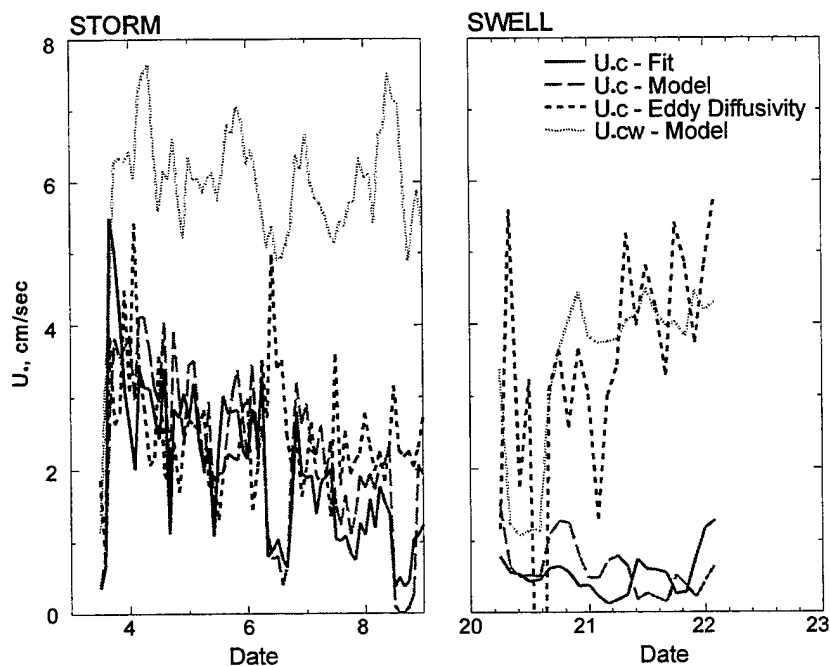 STORM
SWELL
8
6
4
2
0
U*, cm/sec
4
6
8
Date
20
21
22
23
Date
U*c - Fit
U*c - Model
U*c - Eddy Diffusivity
U*cw - Model